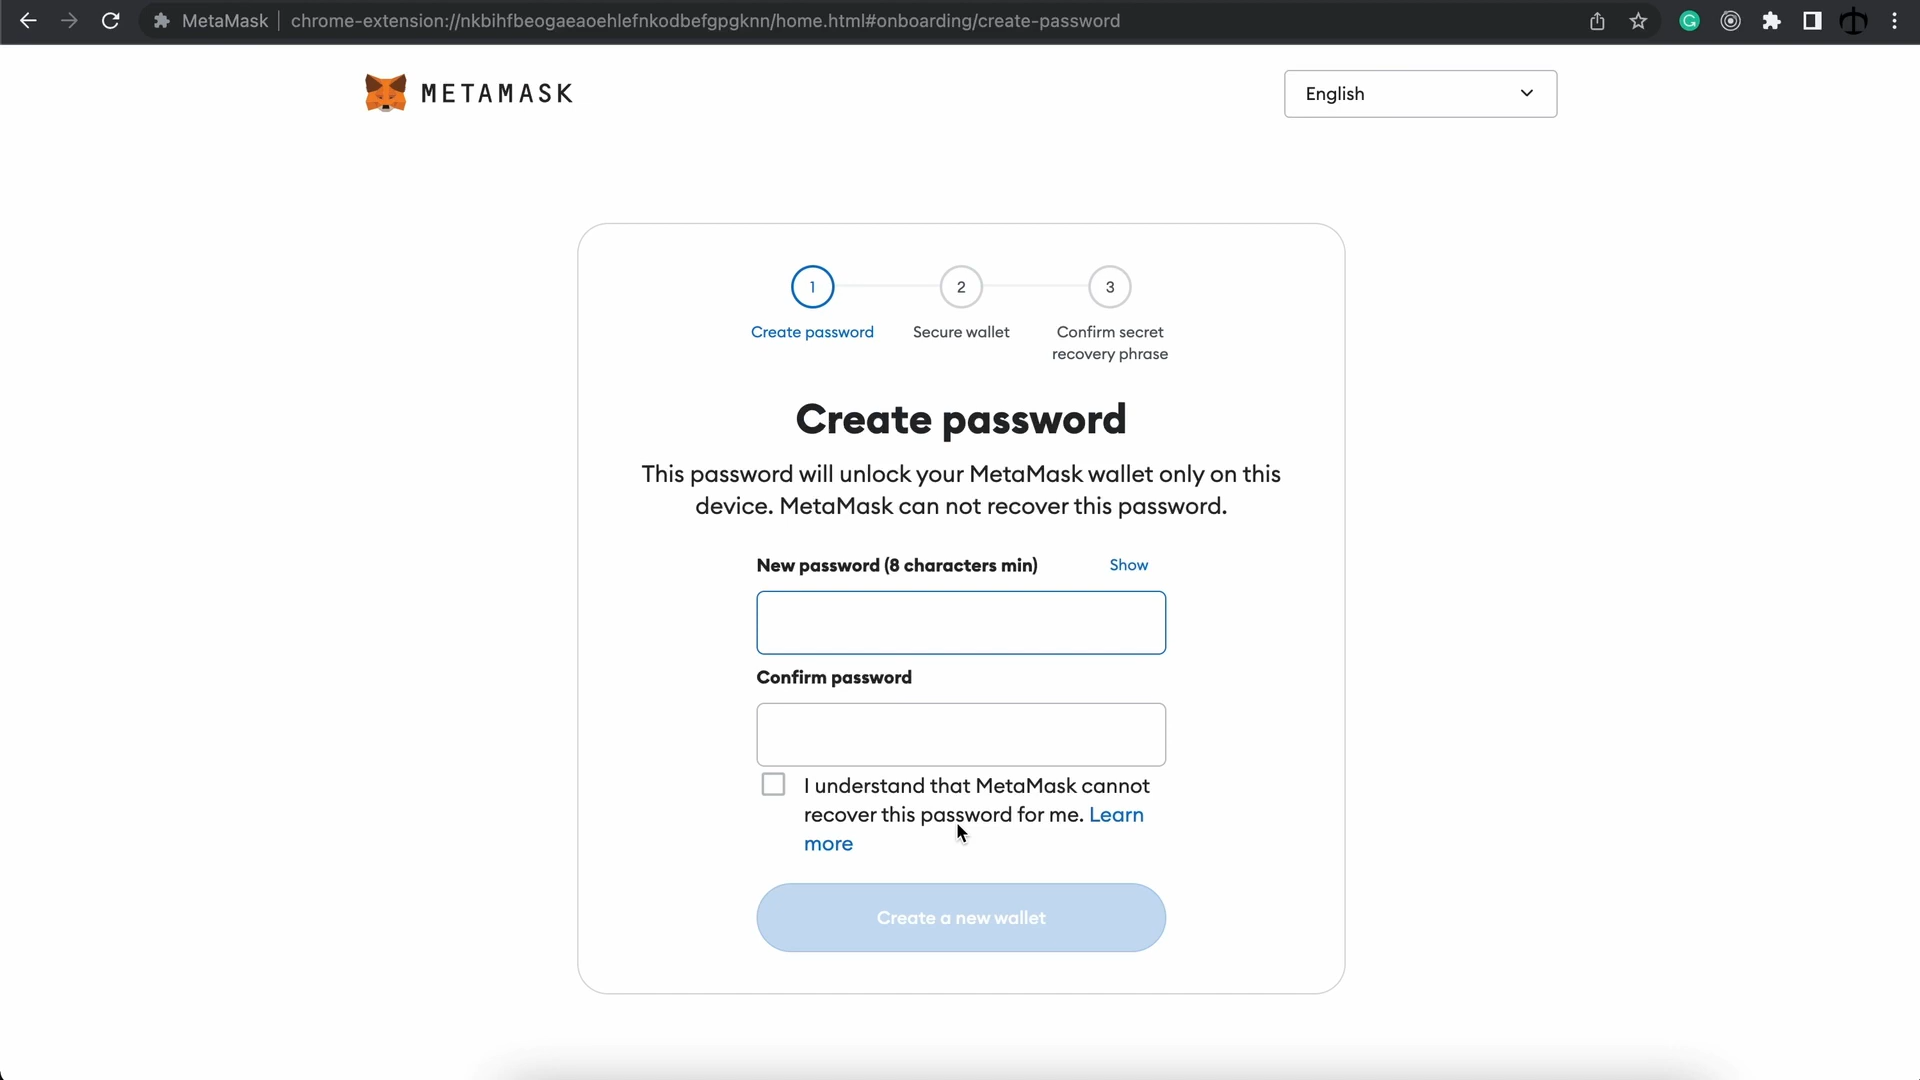 MetaMask | chrome-extension://nkbihfbeogaeaoehlefnkodbefgpgknn/home.html#onboarding/create-password
METAMASK
English
1 2 3
Create password Secure wallet Confirm secret
recovery phrase
Create password
This password will unlock your MetaMask wallet only on this
device. MetaMask can not recover this password.
New password (8 characters min) Show
Confirm password
I understand that MetaMask cannot
recover this password for me. Learn
more
Create a new wallet